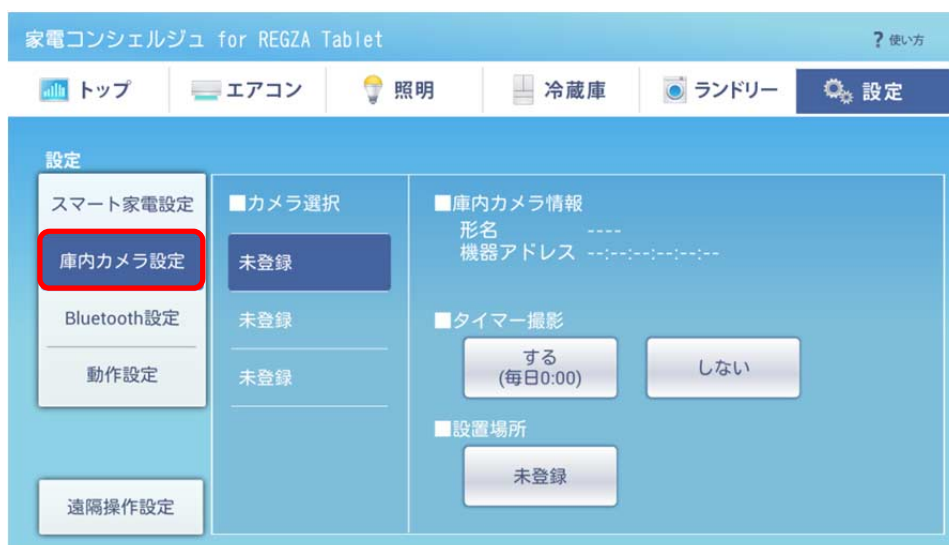 家電コンシェルジュ for REGZA Tablet
? 使い方
トップ
エアコン
照明
冷蔵庫
ランドリー
設定
設定
スマート家電設定
庫内カメラ設定
Bluetooth設定
動作設定
遠隔操作設定
■カメラ選択
未登録
未登録
未登録
■庫内カメラ情報
形名 ----
機器アドレス --:--:--:--:--:--
■タイマー撮影
する
(毎日0:00)
しない
■設置場所
未登録